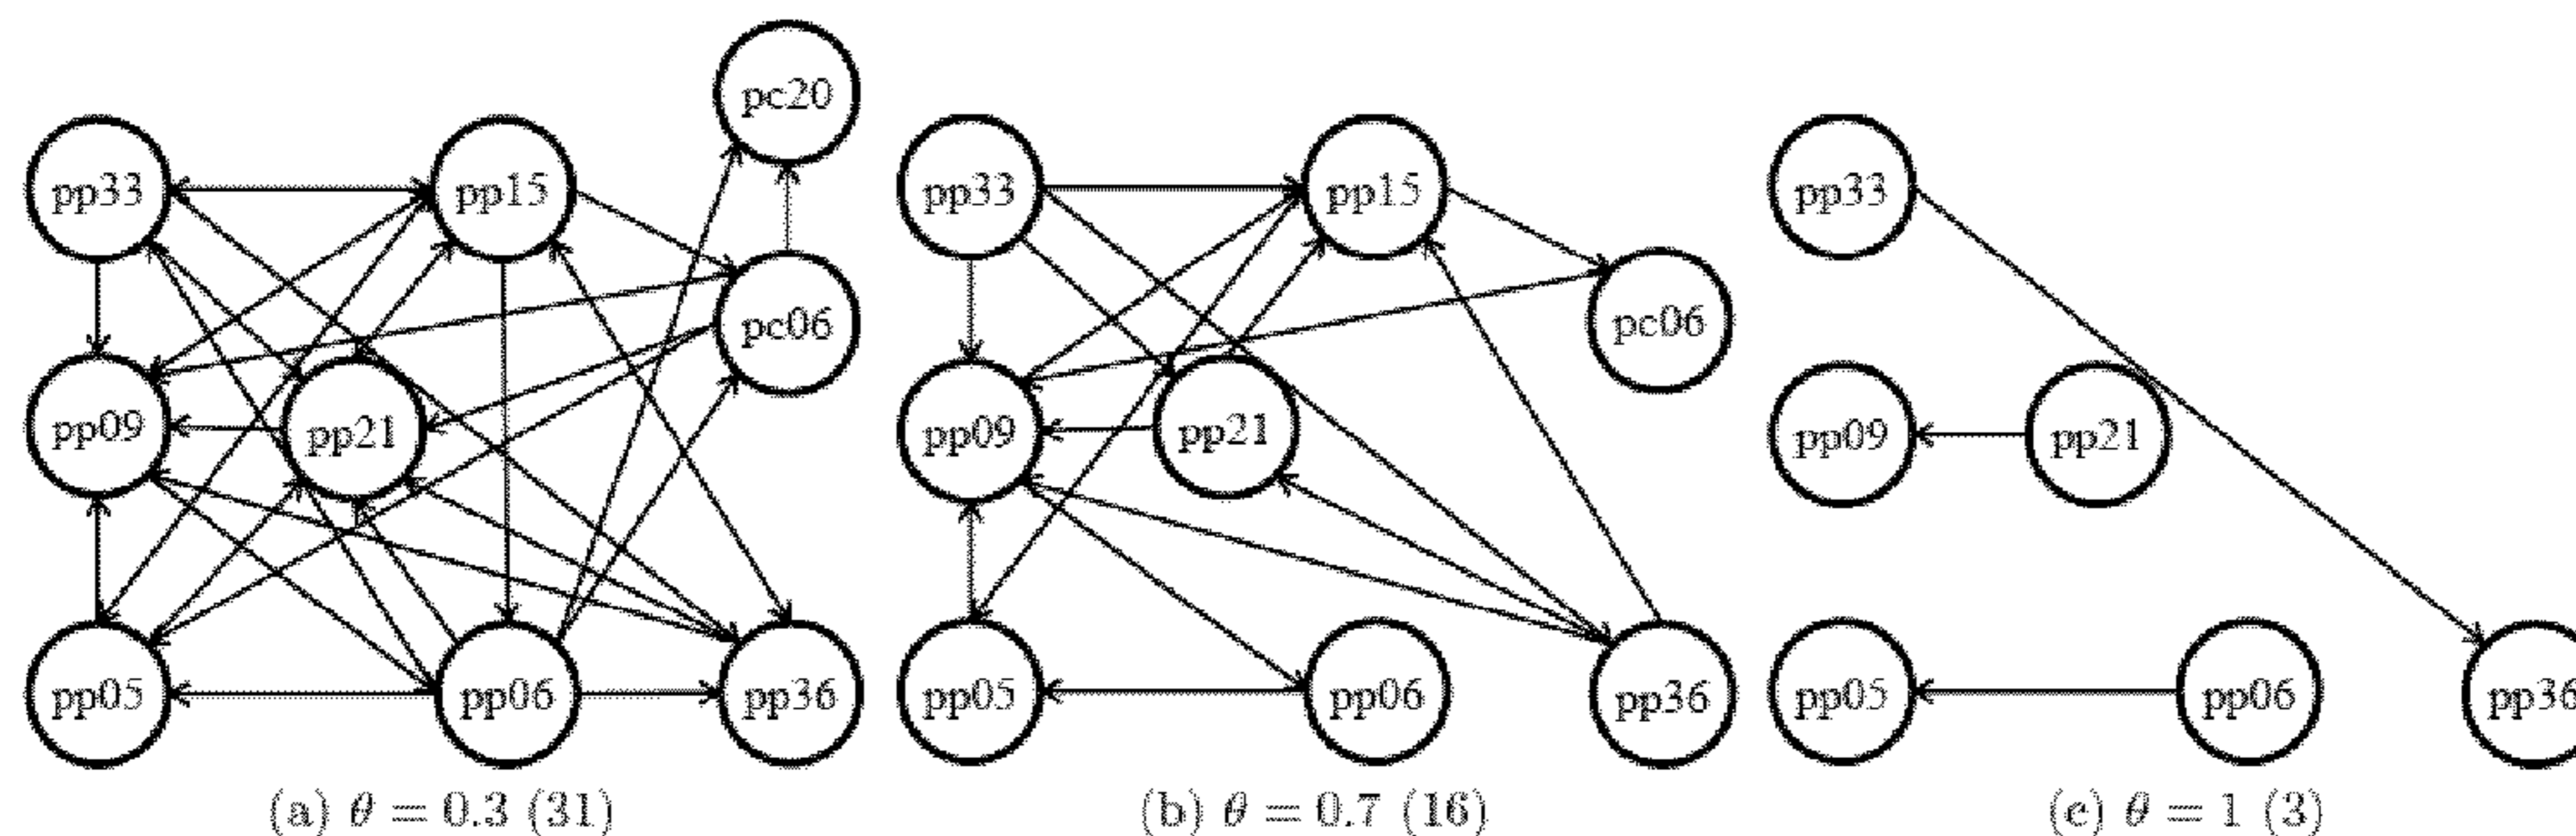 pc20
pp33 pp15
pc06
pp09 pp21
pp05 pp06 pp36
(a) θ = 0.3 (31)
pp33 pp15
pc06
pp09 pp21
pp05 pp06 pp36
(b) θ = 0.7 (16)
pp33
pp09 pp21
pp05 pp06 pp36
(c) θ = 1 (3)